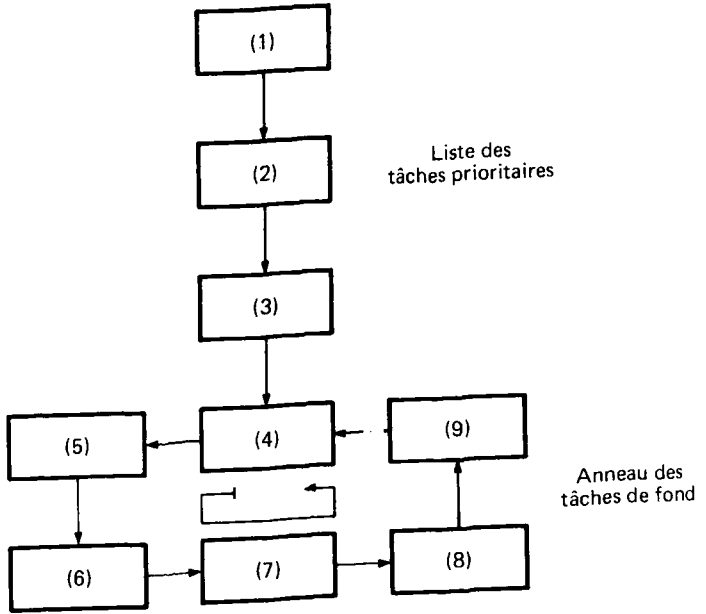 (1)
Liste des
tâches prioritaires
(2)
(3)
(4)
(9)
(5)
Anneau des
tâches de fond
(6)
(7)
(8)